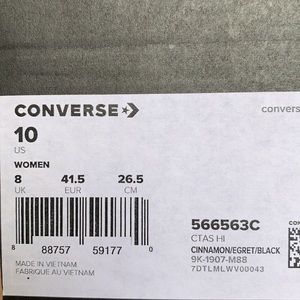 CONVERSE
convers
10
US
WOMEN
8 41.5 26.5
UK EUR CM
566563C
CTAS HI
CINNAMON/EGRET/BLACK
9K-1907-M88
7DTLMLWV00043
8 88757 59177 0
MADE IN VIETNAM
FABRIQUE AU VIETNAM